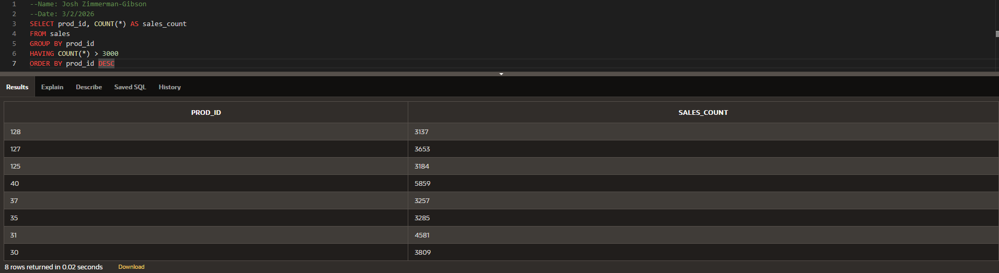 1 --Name: Josh Zimmerman-Gibson
2 --Date: 3/2/2026
3 SELECT prod_id, COUNT(*) AS sales_count
4 FROM sales
5 GROUP BY prod_id
6 HAVING COUNT(*) > 3000
7 ORDER BY prod_id DESC
Results Explain Describe Saved SQL History
PROD_ID SALES_COUNT
128 3137
127 3653
125 3184
40 5859
37 3257
35 3285
31 4581
30 3809
8 rows returned in 0.02 seconds Download